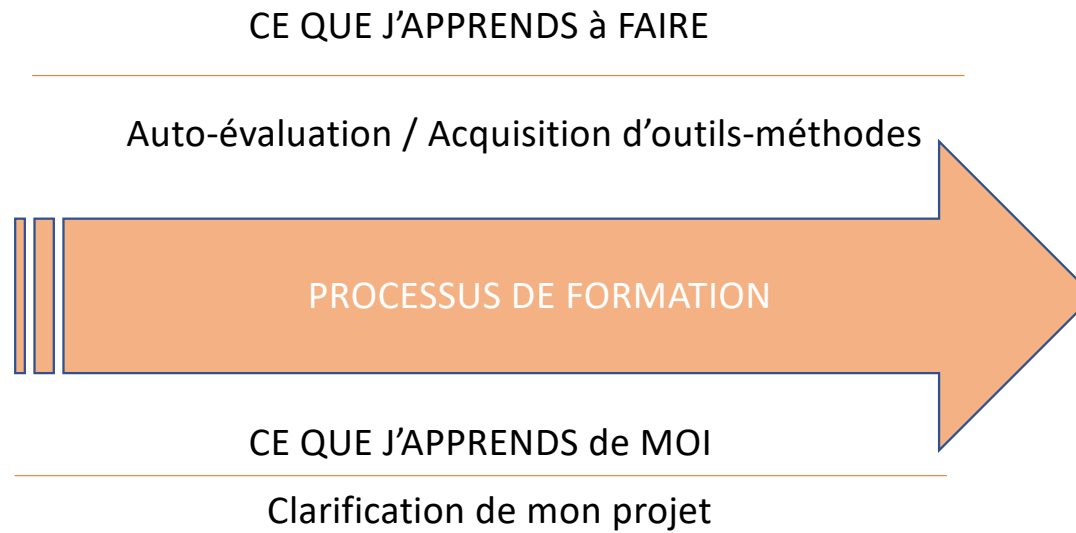 CE QUE J’APPRENDS à FAIRE
Auto-évaluation / Acquisition d’outils-méthodes
PROCESSUS DE FORMATION
CE QUE J’APPRENDS de MOI
Clarification de mon projet